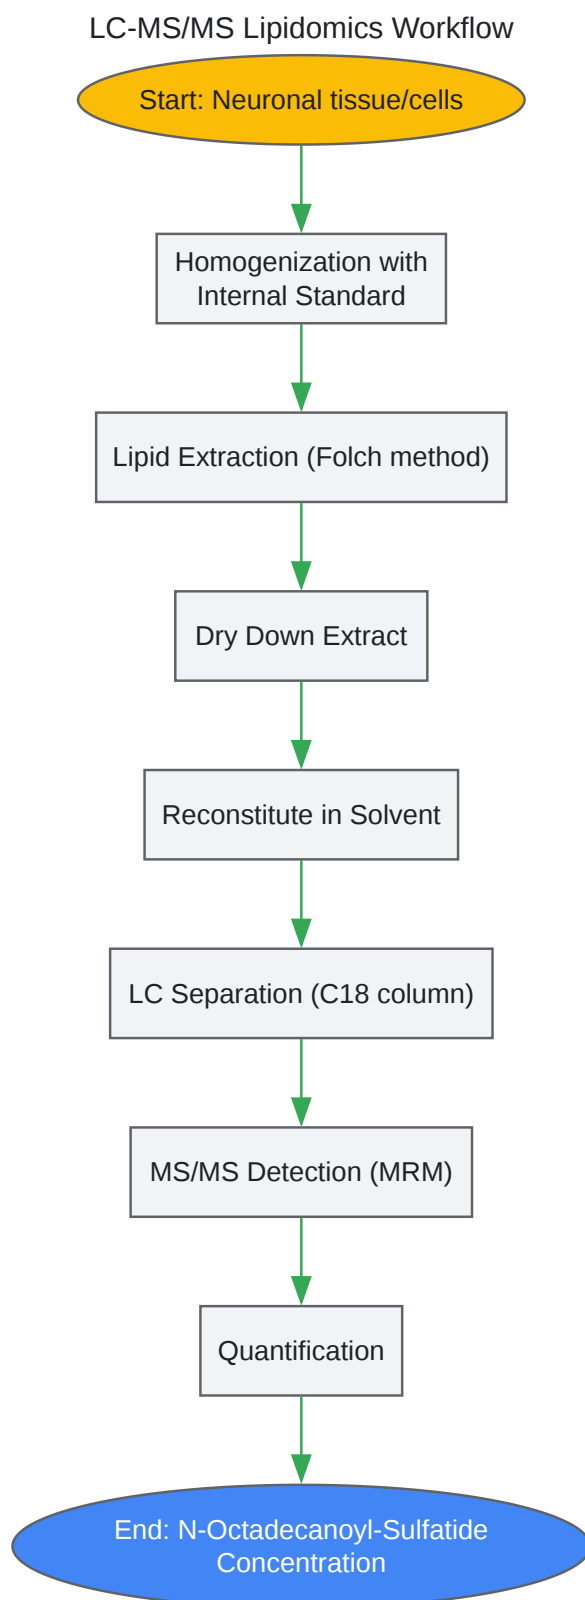 LC-MS/MS Lipidomics Workflow
Start: Neuronal tissue/cells
Homogenization with
Internal Standard
Lipid Extraction (Folch method)
Dry Down Extract
Reconstitute in Solvent
LC Separation (C18 column)
MS/MS Detection (MRM)
Quantification
End: N-Octadecanoyl-Sulfatide
Concentration